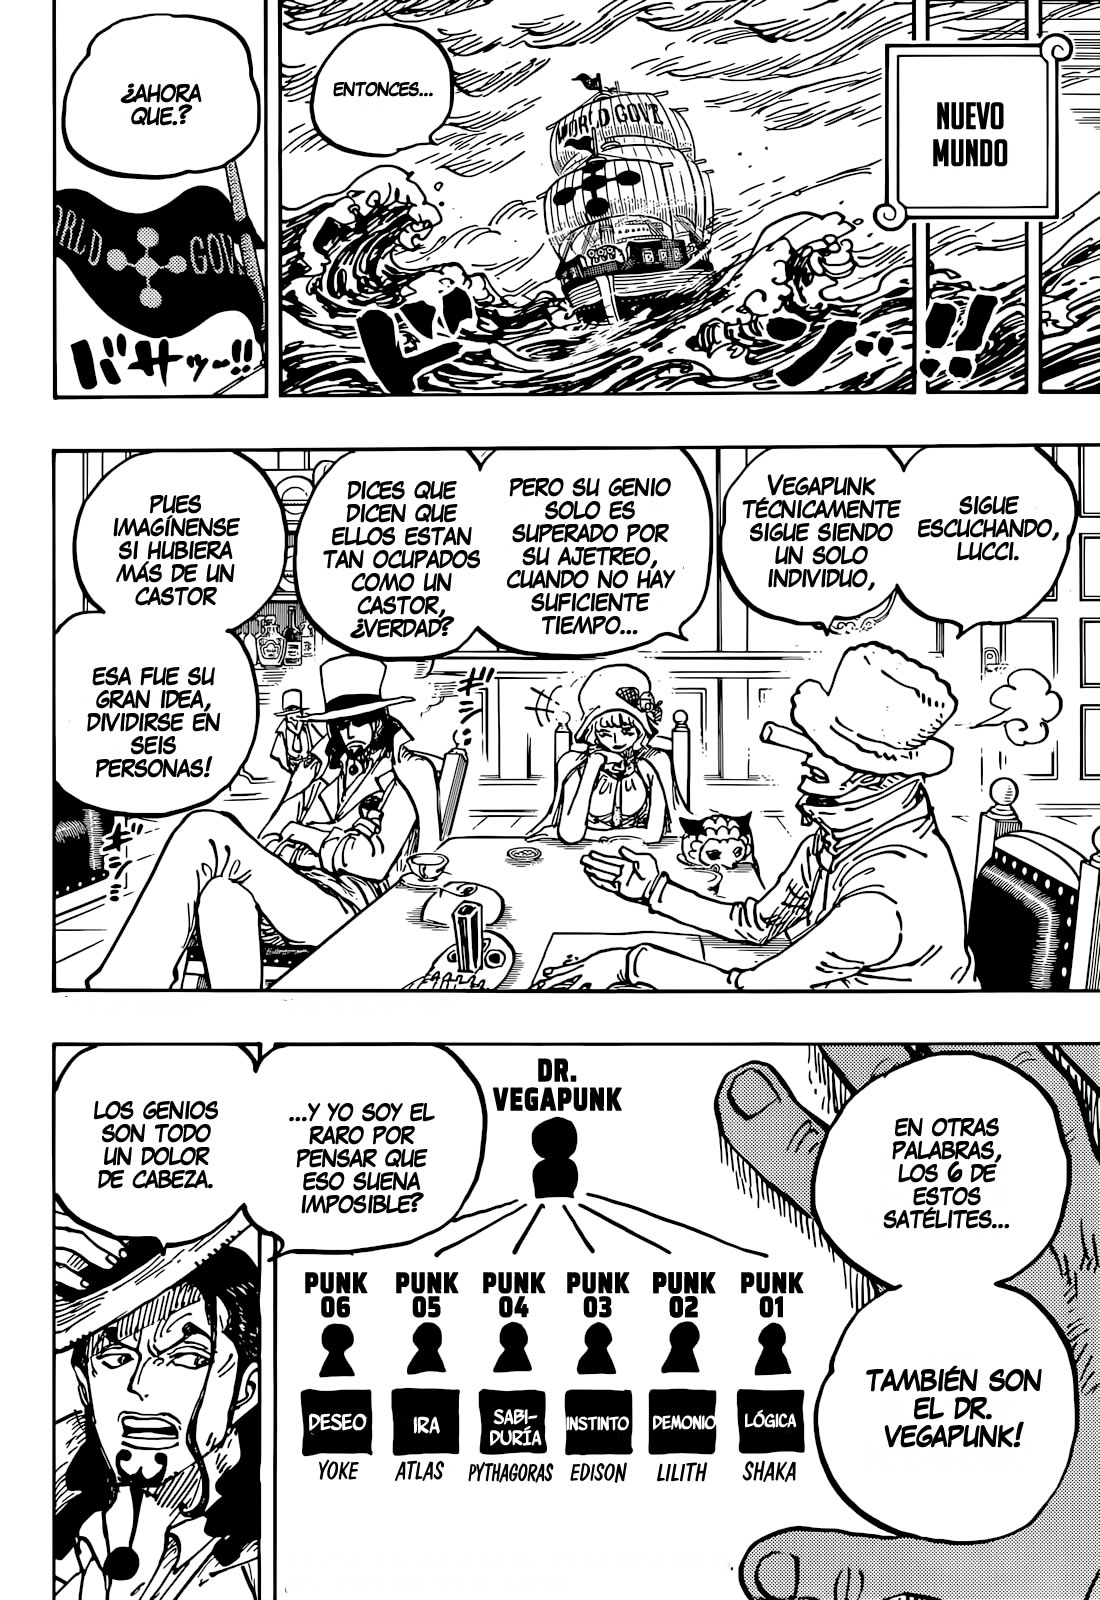 NUEVO
MUNDO
ENTONCES...
WORLD GOVT
¿AHORA
QUE.?
WORLD GOV
バサッ〜!!
SIGUE
ESCUCHANDO,
LUCCI.
VEGAPUNK
TÉCNICAMENTE
SIGUE SIENDO
UN SOLO
INDIVIDUO,
PERO SU GENIO
SOLO ES
SUPERADO POR
SU AJETREO,
CUANDO NO HAY
SUFICIENTE
TIEMPO...
DICES QUE
DICEN QUE
ELLOS ESTAN
TAN OCUPADOS
COMO UN
CASTOR,
¿VERDAD?
PUES
IMAGÍNENSE
SI HUBIERA
MÁS DE UN
CASTOR
ESA FUE SU
GRAN IDEA,
DIVIDIRSE EN
SEIS
PERSONAS!
EN OTRAS
PALABRAS,
LOS 6 DE
ESTOS
SATÉLITES...
TAMBIÉN SON
EL DR.
VEGAPUNK!
DR.
VEGAPUNK
PUNK
06
PUNK
05
PUNK
04
PUNK
03
PUNK
02
PUNK
01
DESEO
IRA
SABI-
DURÍA
INSTINTO
DEMONIO
LÓGICA
YOKE
ATLAS
PYTHAGORAS
EDISON
LILITH
SHAKA
...Y YO SOY EL
RARO POR
PENSAR QUE
ESO SUENA
IMPOSIBLE?
LOS GENIOS
SON TODO
UN DOLOR
DE CABEZA.